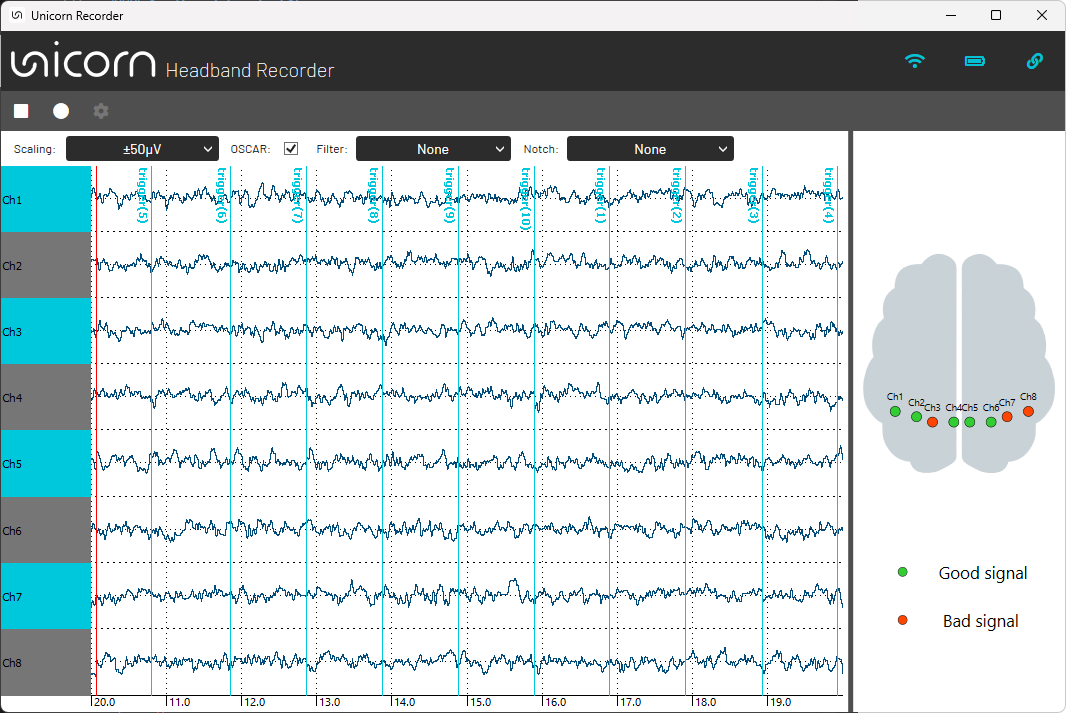 Unicorn Recorder
unicorn Headband Recorder
Scaling: ±50µV OSCAR: Filter: None Notch: None
trigger(5) trigger(6) trigger(7) trigger(8) trigger(9) trigger(10) trigger(1) trigger(2) trigger(3) trigger(4)
Ch1
Ch2
Ch3
Ch4
Ch5
Ch6
Ch7
Ch8
20.0 11.0 12.0 13.0 14.0 15.0 16.0 17.0 18.0 19.0
Ch1 Ch2 Ch3 Ch4 Ch5 Ch6 Ch7 Ch8
Good signal
Bad signal